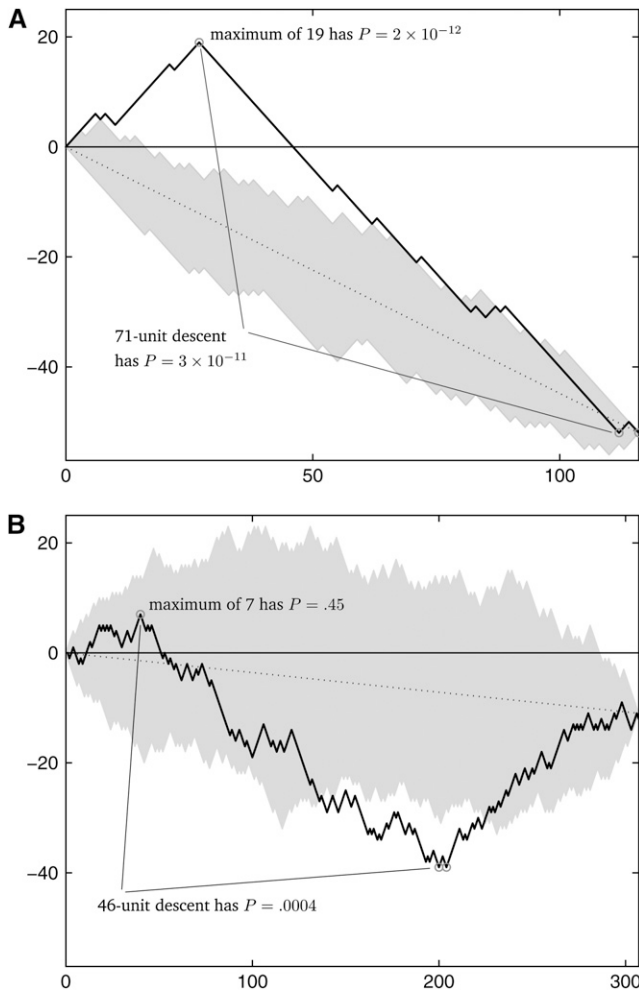 A
20
maximum of 19 has P = 2 × 10⁻¹²
0
−20
71-unit descent
has P = 3 × 10⁻¹¹
−40
0 50 100
B
20
maximum of 7 has P = .45
0
−20
−40
46-unit descent has P = .0004
0 100 200 300